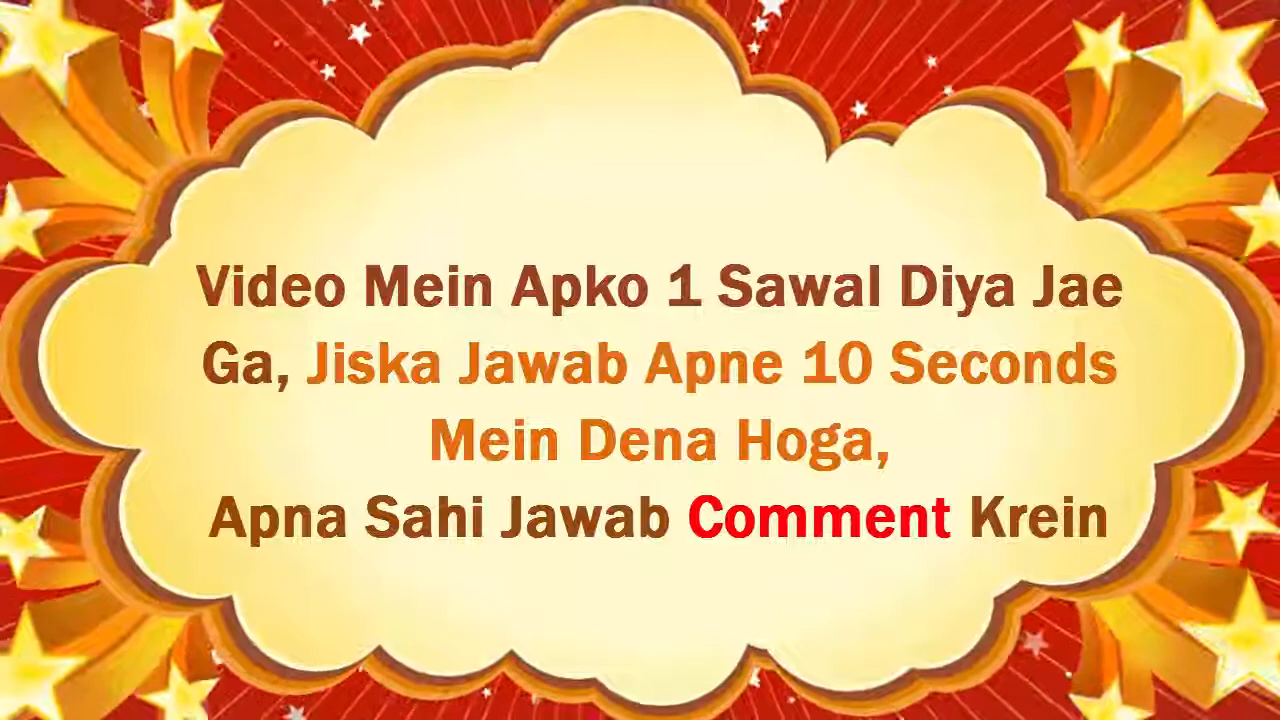 Video Mein Apko 1 Sawal Diya Jae
Ga, Jiska Jawab Apne 10 Seconds
Mein Dena Hoga,
Apna Sahi Jawab Comment Krein